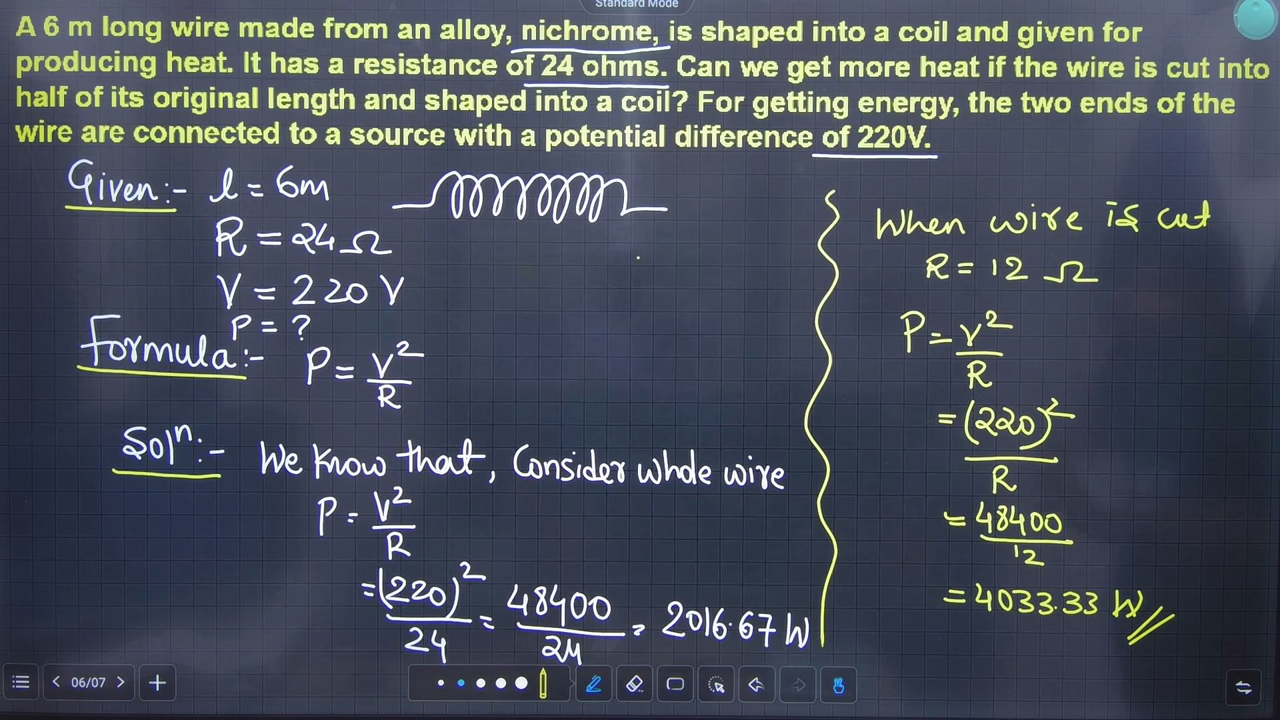 Standard Mode
A 6 m long wire made from an alloy, nichrome, is shaped into a coil and given for
producing heat. It has a resistance of 24 ohms. Can we get more heat if the wire is cut into
half of its original length and shaped into a coil? For getting energy, the two ends of the
wire are connected to a source with a potential difference of 220V.
Given:- l = 6m
R = 24 Ω
V = 220 V
P = ?
Formula:- P = V²/R
Solⁿ:- We know that, Consider whole wire
P = V²/R
= (220)²/24 = 48400/24 = 2016.67 W
When wire is cut
R = 12 Ω
P = V²/R
= (220)²/R
= 48400/12
= 4033.33 W
06/07